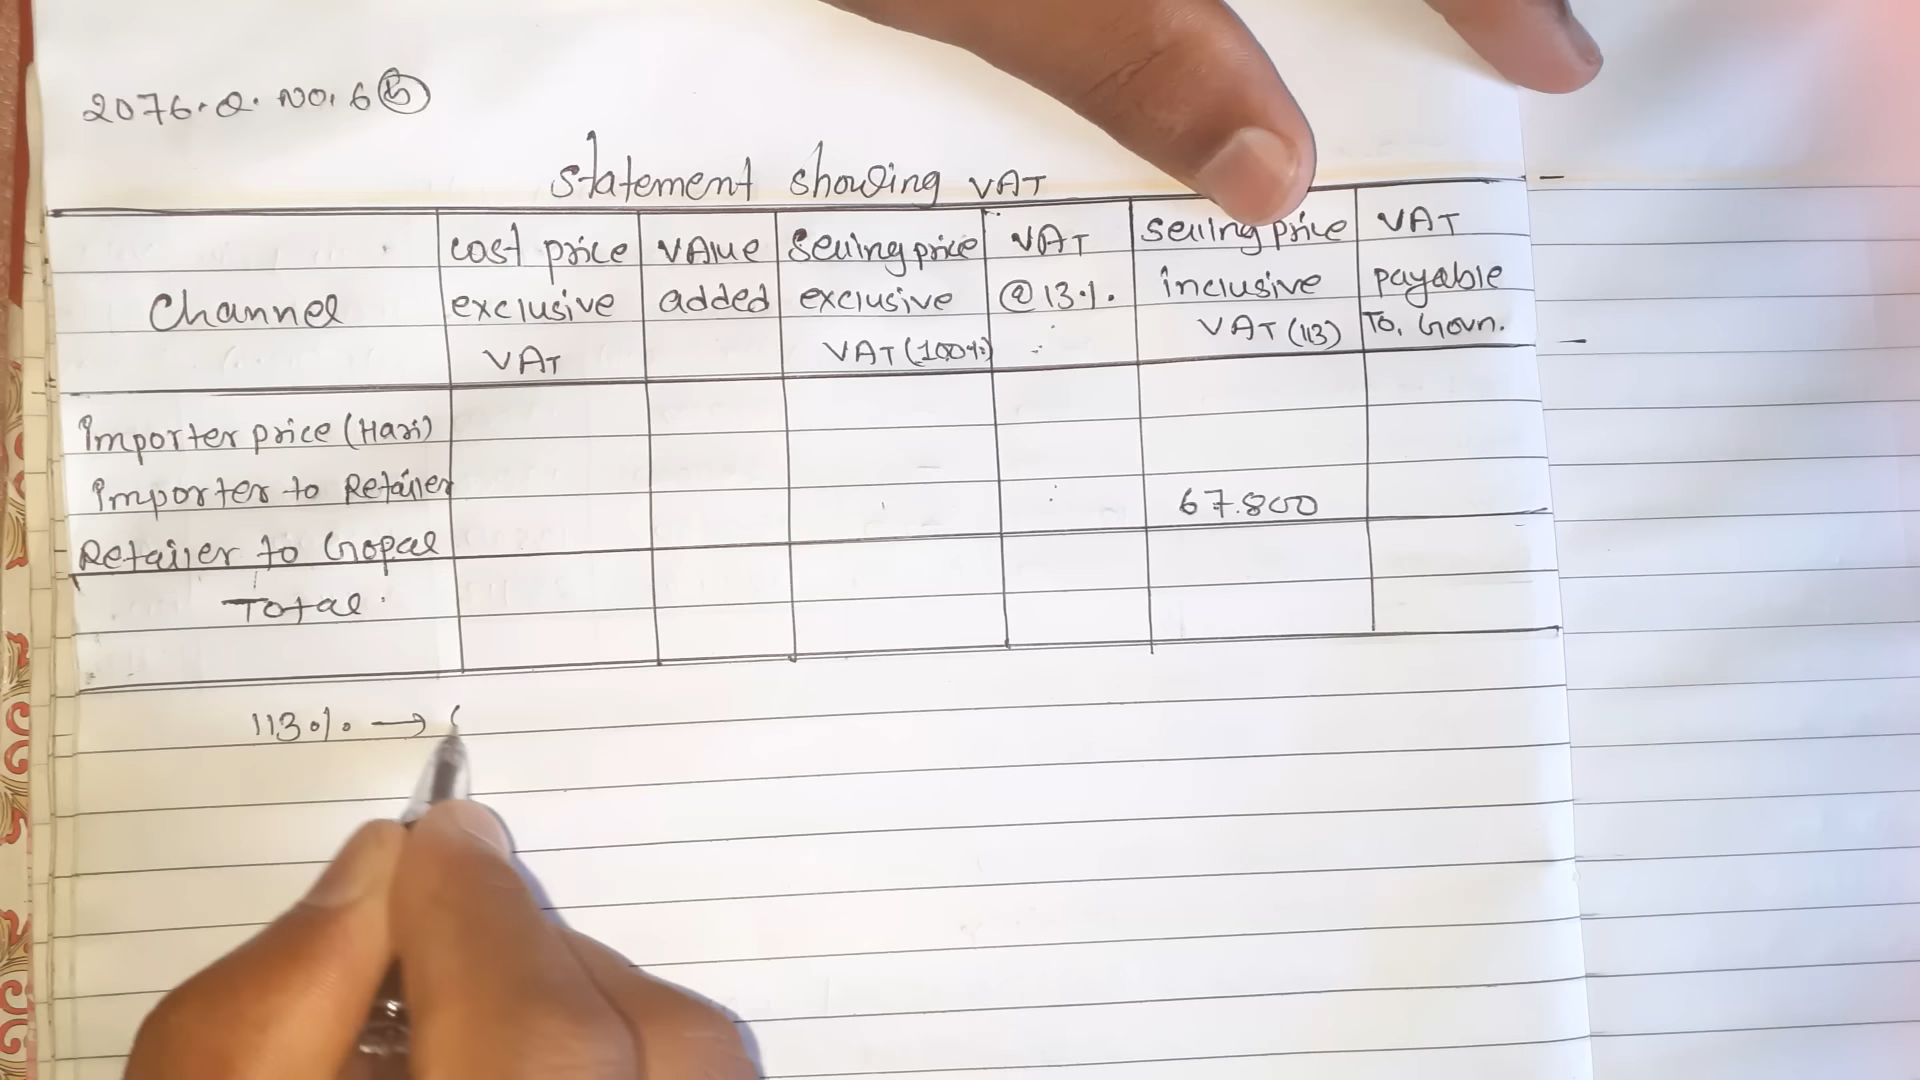 2076. Q. NO. 6 (b)
Statement showing VAT
Channel
cost price
exclusive
VAT
VAlue
added
Selling price
exclusive
VAT (100%)
VAT
@ 13%.
selling price
inclusive
VAT (113)
VAT
payable
To, Govn.
Importer price (Hari)
Importer to Retailer
67.800
Retailer to Gopal
Total
113% → 6